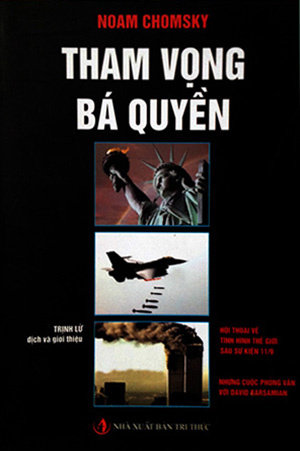 NOAM CHOMSKY
THAM VỌNG
BÁ QUYỀN
TRỊNH LỮ
dịch và giới thiệu
HỘI THOẠI VỀ
TÌNH HÌNH THẾ GIỚI
SAU SỰ KIỆN 11/9
NHỮNG CUỘC PHỎNG VẤN
VỚI DAVID BARSAMIAN
NHÀ XUẤT BẢN TRI THỨC